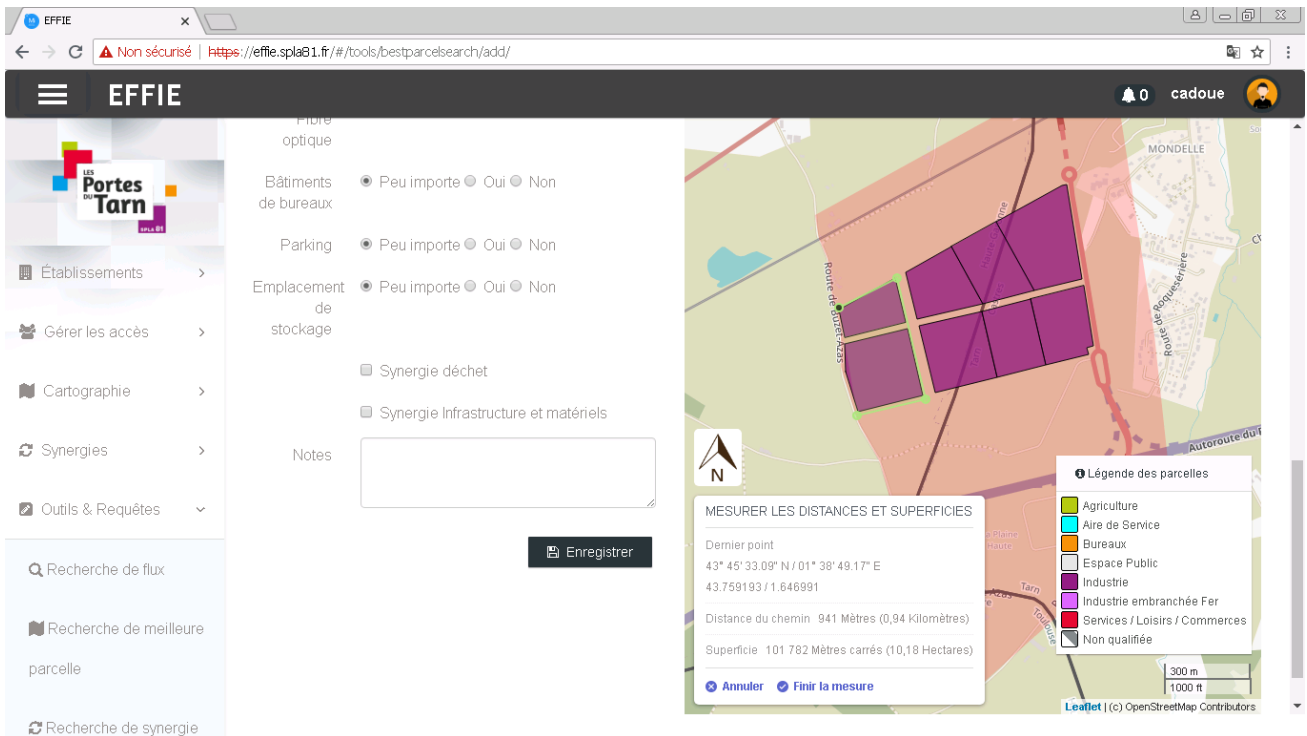 EFFIE
Non sécurisé | https://effie.spla81.fr/#/tools/bestparcelsearch/add/
EFFIE
0 cadoue
LES
Portes
DU Tarn
SPLA 81
Établissements
Gérer les accès
Cartographie
Synergies
Outils & Requêtes
Recherche de flux
Recherche de meilleure
parcelle
Recherche de synergie
Fibre
optique
Bâtiments
de bureaux
Peu importe Oui Non
Parking
Peu importe Oui Non
Emplacement
de
stockage
Peu importe Oui Non
Synergie déchet
Synergie Infrastructure et matériels
Notes
Enregistrer
MONDELLE
Route de Buzet-Azas
Route de Roquesérière
Tarn
Autoroute du
N
MESURER LES DISTANCES ET SUPERFICIES
Dernier point
43° 45' 33.09" N / 01° 38' 49.17" E
43.759193 / 1.646991
Distance du chemin 941 Mètres (0,94 Kilomètres)
Superficie 101 782 Mètres carrés (10,18 Hectares)
Annuler Finir la mesure
la Plaine
Haute
Tarn
Légende des parcelles
Agriculture
Aire de Service
Bureaux
Espace Public
Industrie
Industrie embranchée Fer
Services / Loisirs / Commerces
Non qualifiée
300 m
1000 ft
Leaflet | (c) OpenStreetMap Contributors